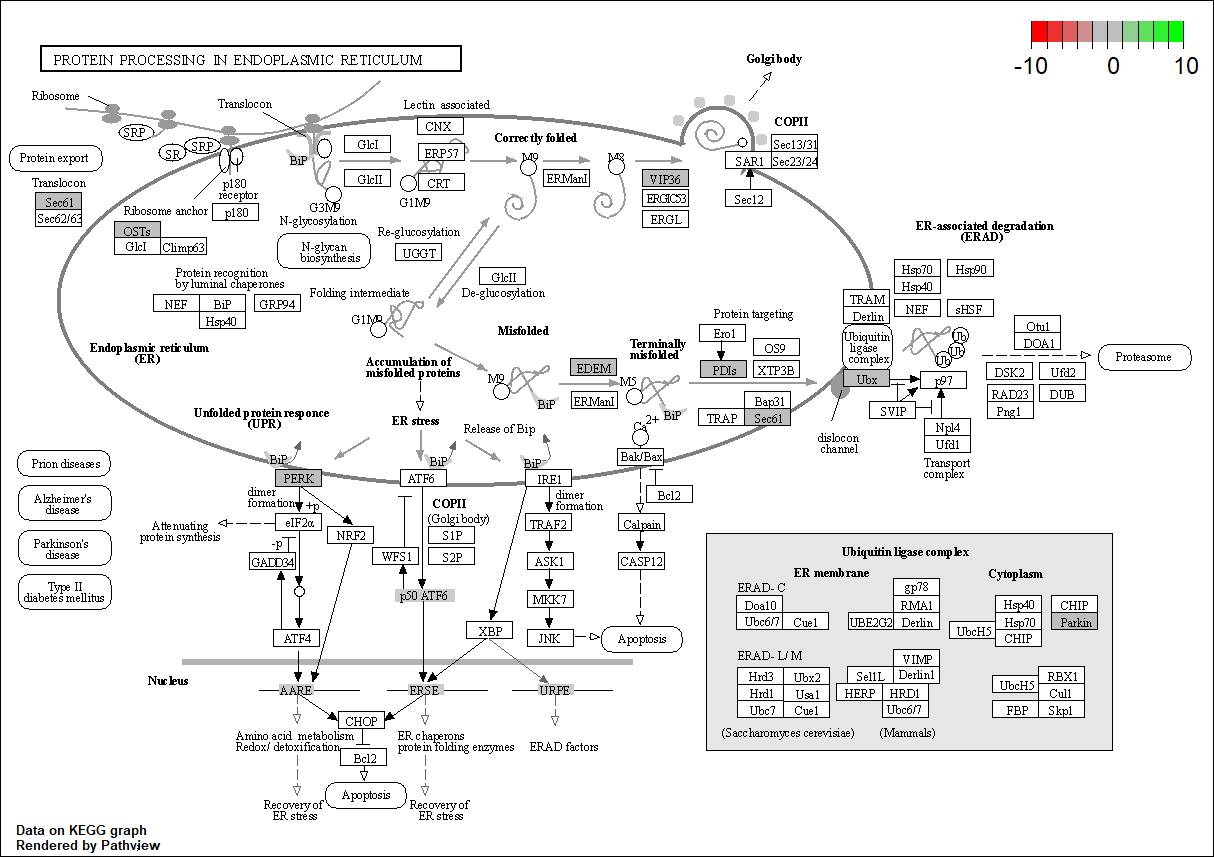 -10 0 10
PROTEIN PROCESSING IN ENDOPLASMIC RETICULUM
Golgi body
Ribosome
Translocon
Lectin associated
SRP
SR
SRP
CNX
Correctly folded
COPII
Protein export
BiP
GlcI
ERP57
M9
M8
Sec13/31
SAR1
Sec23/24
GlcII
CRT
ERManI
VIP36
Translocon
Sec61
Sec62/63
p180
receptor
p180
G3M9
G1M9
ERGIC53
ERGL
Sec12
Ribosome anchor
OSTs
GlcI
Climp63
N-glycosylation
N-glycan
biosynthesis
Re-glucosylation
UGGT
ER-associated degradation
(ERAD)
Protein recognition
by luminal chaperones
NEF
BiP
GRP94
Hsp40
GlcII
De-glucosylation
Folding intermediate
G1M9
Hsp70
Hsp90
Hsp40
TRAM
Derlin
NEF
sHSF
Endoplasmic reticulum
(ER)
Misfolded
Accumulation of
misfolded proteins
Terminally
misfolded
Protein targeting
Ero1
OS9
PDIs
XTP3B
Ubiquitin
ligase
complex
Ub
Ub
Ub
Otu1
DOA1
Proteasome
M9
EDEM
M5
Ubx
p97
DSK2
Ufd2
BiP
ERManI
BiP
Bap31
TRAP
Sec61
SVIP
RAD23
DUB
Png1
Unfolded protein responce
(UPR)
ER stress
Release of Bip
Ca2+
dislocon
channel
Npl4
Ufd1
Transport
complex
Prion diseases
BiP
BiP
BiP
Bak/Bax
PERK
ATF6
IRE1
Bcl2
Alzheimer's
disease
dimer
formation
+p
COPII
(Golgi body)
dimer
formation
Attenuating
protein synthesis
eIF2α
NRF2
S1P
S2P
TRAF2
Calpain
Parkinson's
disease
-p
GADD34
WFS1
ASK1
CASP12
Type II
diabetes mellitus
p50 ATF6
MKK7
ATF4
XBP
JNK
Apoptosis
Nucleus
AARE
ERSE
URPE
CHOP
Amino acid metabolism
Redox/ detoxification
ER chaperons
protein folding enzymes
ERAD factors
Bcl2
Apoptosis
Recovery of
ER stress
Recovery of
ER stress
Ubiquitin ligase complex
ER membrane
Cytoplasm
ERAD- C
Doa10
Ubc6/7
Cue1
gp78
RMA1
UBE2G2
Derlin
Hsp40
CHIP
Hsp70
Parkin
UbcH5
CHIP
ERAD- L/ M
Hrd3
Ubx2
Hrd1
Usa1
Ubc7
Cue1
VIMP
Sel1L
Derlin1
HERP
HRD1
Ubc6/7
RBX1
UbcH5
Cul1
FBP
Skp1
(Saccharomyces cerevisiae)
(Mammals)
Data on KEGG graph
Rendered by Pathview